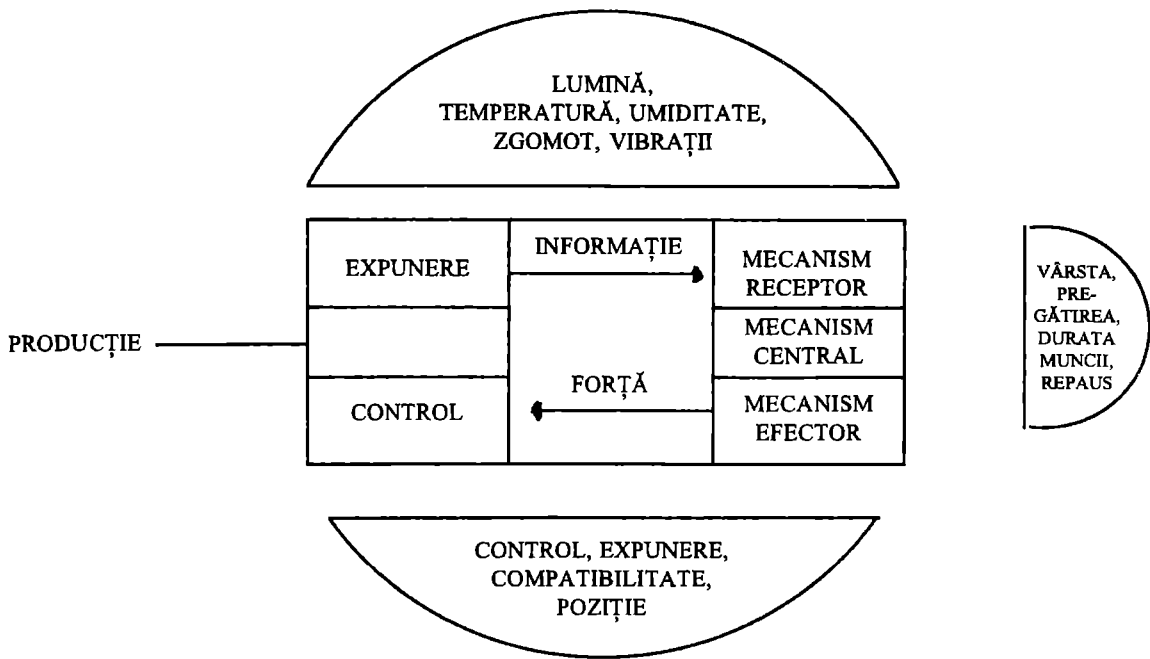 LUMINĂ,
TEMPERATURĂ, UMIDITATE,
ZGOMOT, VIBRAȚII
EXPUNERE
INFORMAȚIE
MECANISM
RECEPTOR
VÂRSTA,
PRE-
GĂTIREA,
DURATA
MUNCII,
REPAUS
PRODUCȚIE
MECANISM
CENTRAL
CONTROL
FORȚĂ
MECANISM
EFECTOR
CONTROL, EXPUNERE,
COMPATIBILITATE,
POZIȚIE